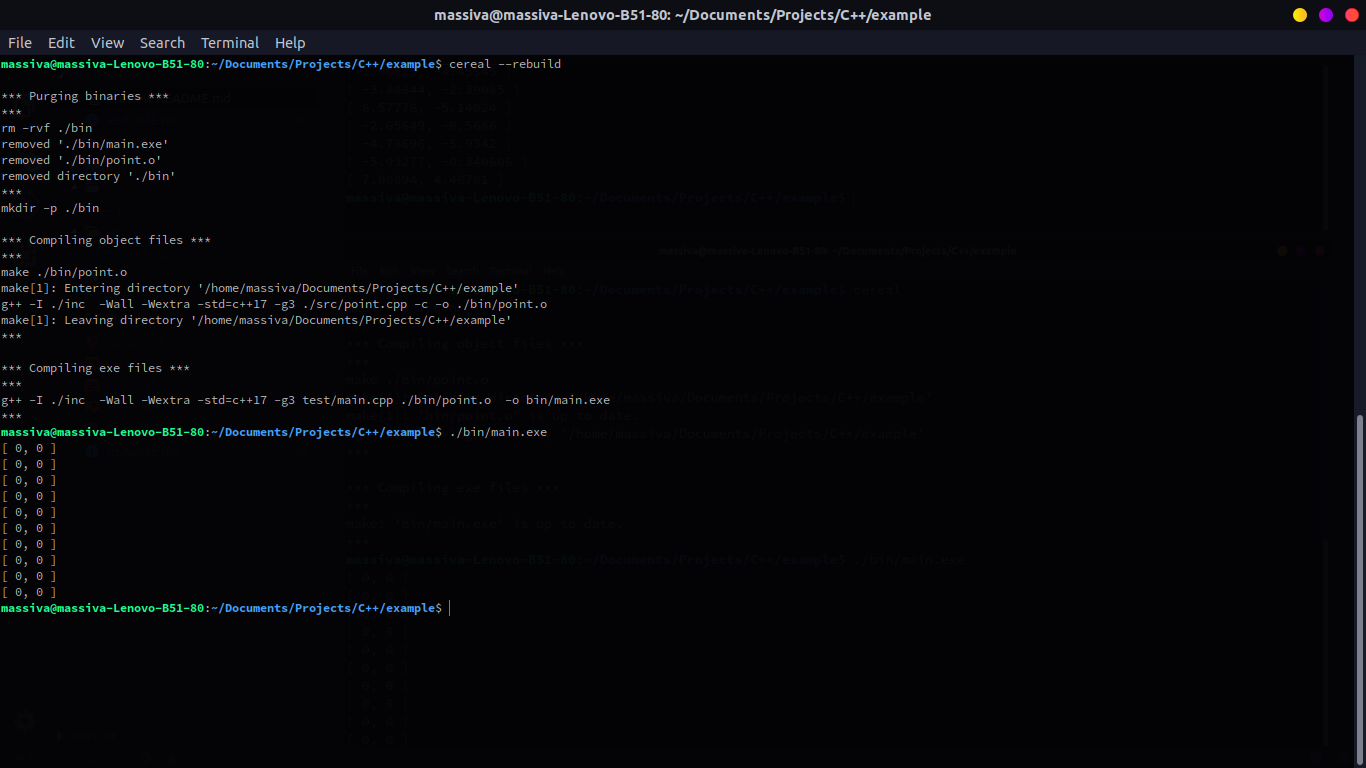 massiva@massiva-Lenovo-B51-80: ~/Documents/Projects/C++/example
File Edit View Search Terminal Help
massiva@massiva-Lenovo-B51-80:~/Documents/Projects/C++/example$ cereal --rebuild
*** Purging binaries ***
***
rm -rvf ./bin
removed './bin/main.exe'
removed './bin/point.o'
removed directory './bin'
***
mkdir -p ./bin
*** Compiling object files ***
***
make ./bin/point.o
make[1]: Entering directory '/home/massiva/Documents/Projects/C++/example'
g++ -I ./inc  -Wall -Wextra -std=c++17 -g3 ./src/point.cpp -c -o ./bin/point.o
make[1]: Leaving directory '/home/massiva/Documents/Projects/C++/example'
***
*** Compiling exe files ***
***
g++ -I ./inc  -Wall -Wextra -std=c++17 -g3 test/main.cpp ./bin/point.o  -o bin/main.exe
***
massiva@massiva-Lenovo-B51-80:~/Documents/Projects/C++/example$ ./bin/main.exe
[ 0, 0 ]
[ 0, 0 ]
[ 0, 0 ]
[ 0, 0 ]
[ 0, 0 ]
[ 0, 0 ]
[ 0, 0 ]
[ 0, 0 ]
[ 0, 0 ]
[ 0, 0 ]
massiva@massiva-Lenovo-B51-80:~/Documents/Projects/C++/example$